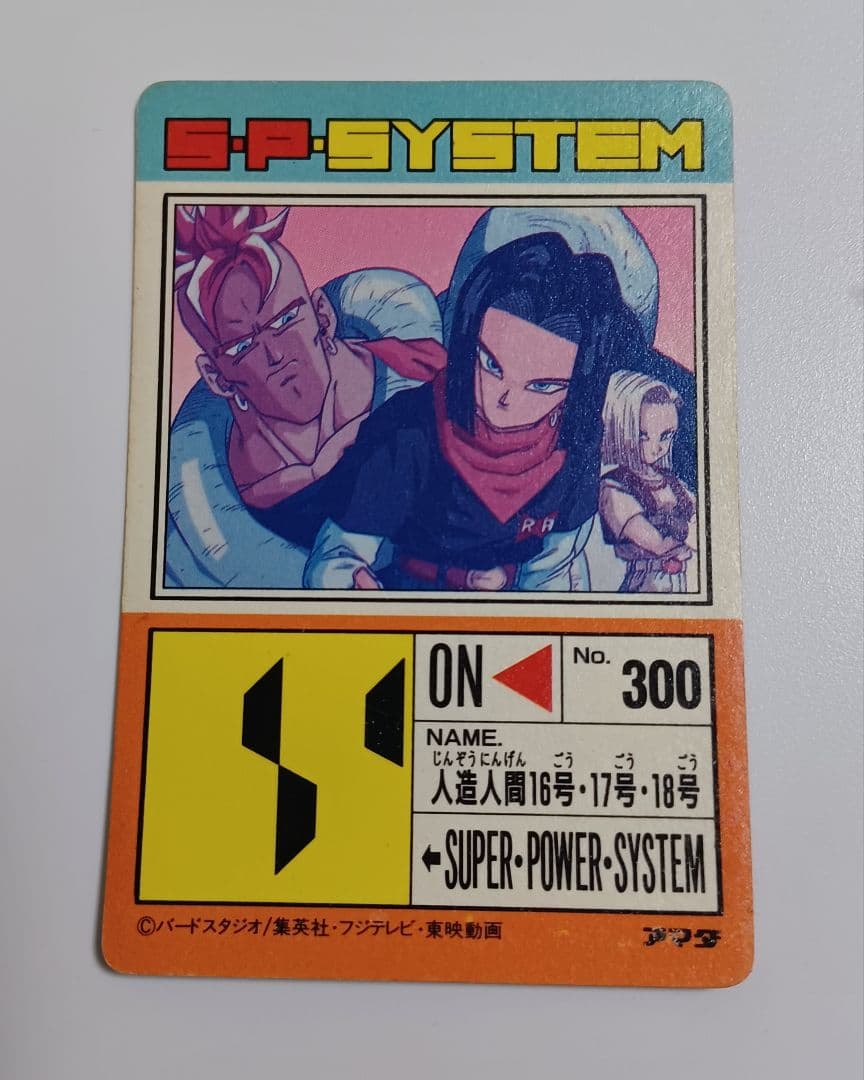 S·P·SYSTEM
RR
ON
No. 300
NAME.
じんぞうにんげん ごう ごう ごう
人造人間16号・17号・18号
←SUPER・POWER・SYSTEM
©バードスタジオ/集英社・フジテレビ・東映動画
アマダ